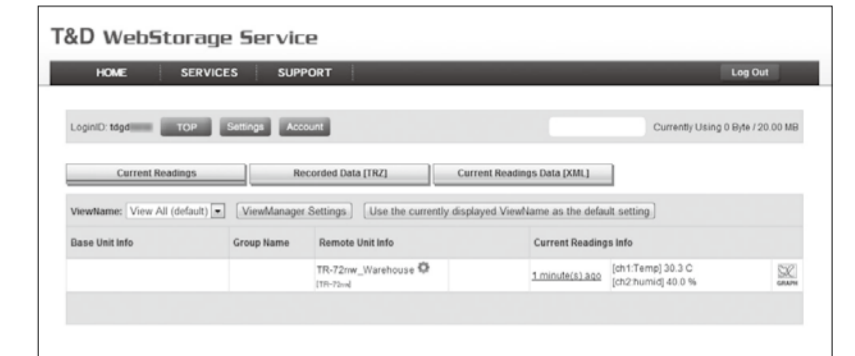 T&D WebStorage Service
HOME SERVICES SUPPORT Log Out
LoginID: tdgd TOP Settings Account Currently Using 0 Byte / 20.00 MB
Current Readings Recorded Data [TRZ] Current Readings Data [XML]
ViewName: View All (default) ViewManager Settings Use the currently displayed ViewName as the default setting
Base Unit Info Group Name Remote Unit Info Current Readings Info
TR-72nw_Warehouse 1 minute(s) ago [ch1:Temp] 30.3 C
[TR-72nw] [ch2:humid] 40.0 % GRAPH